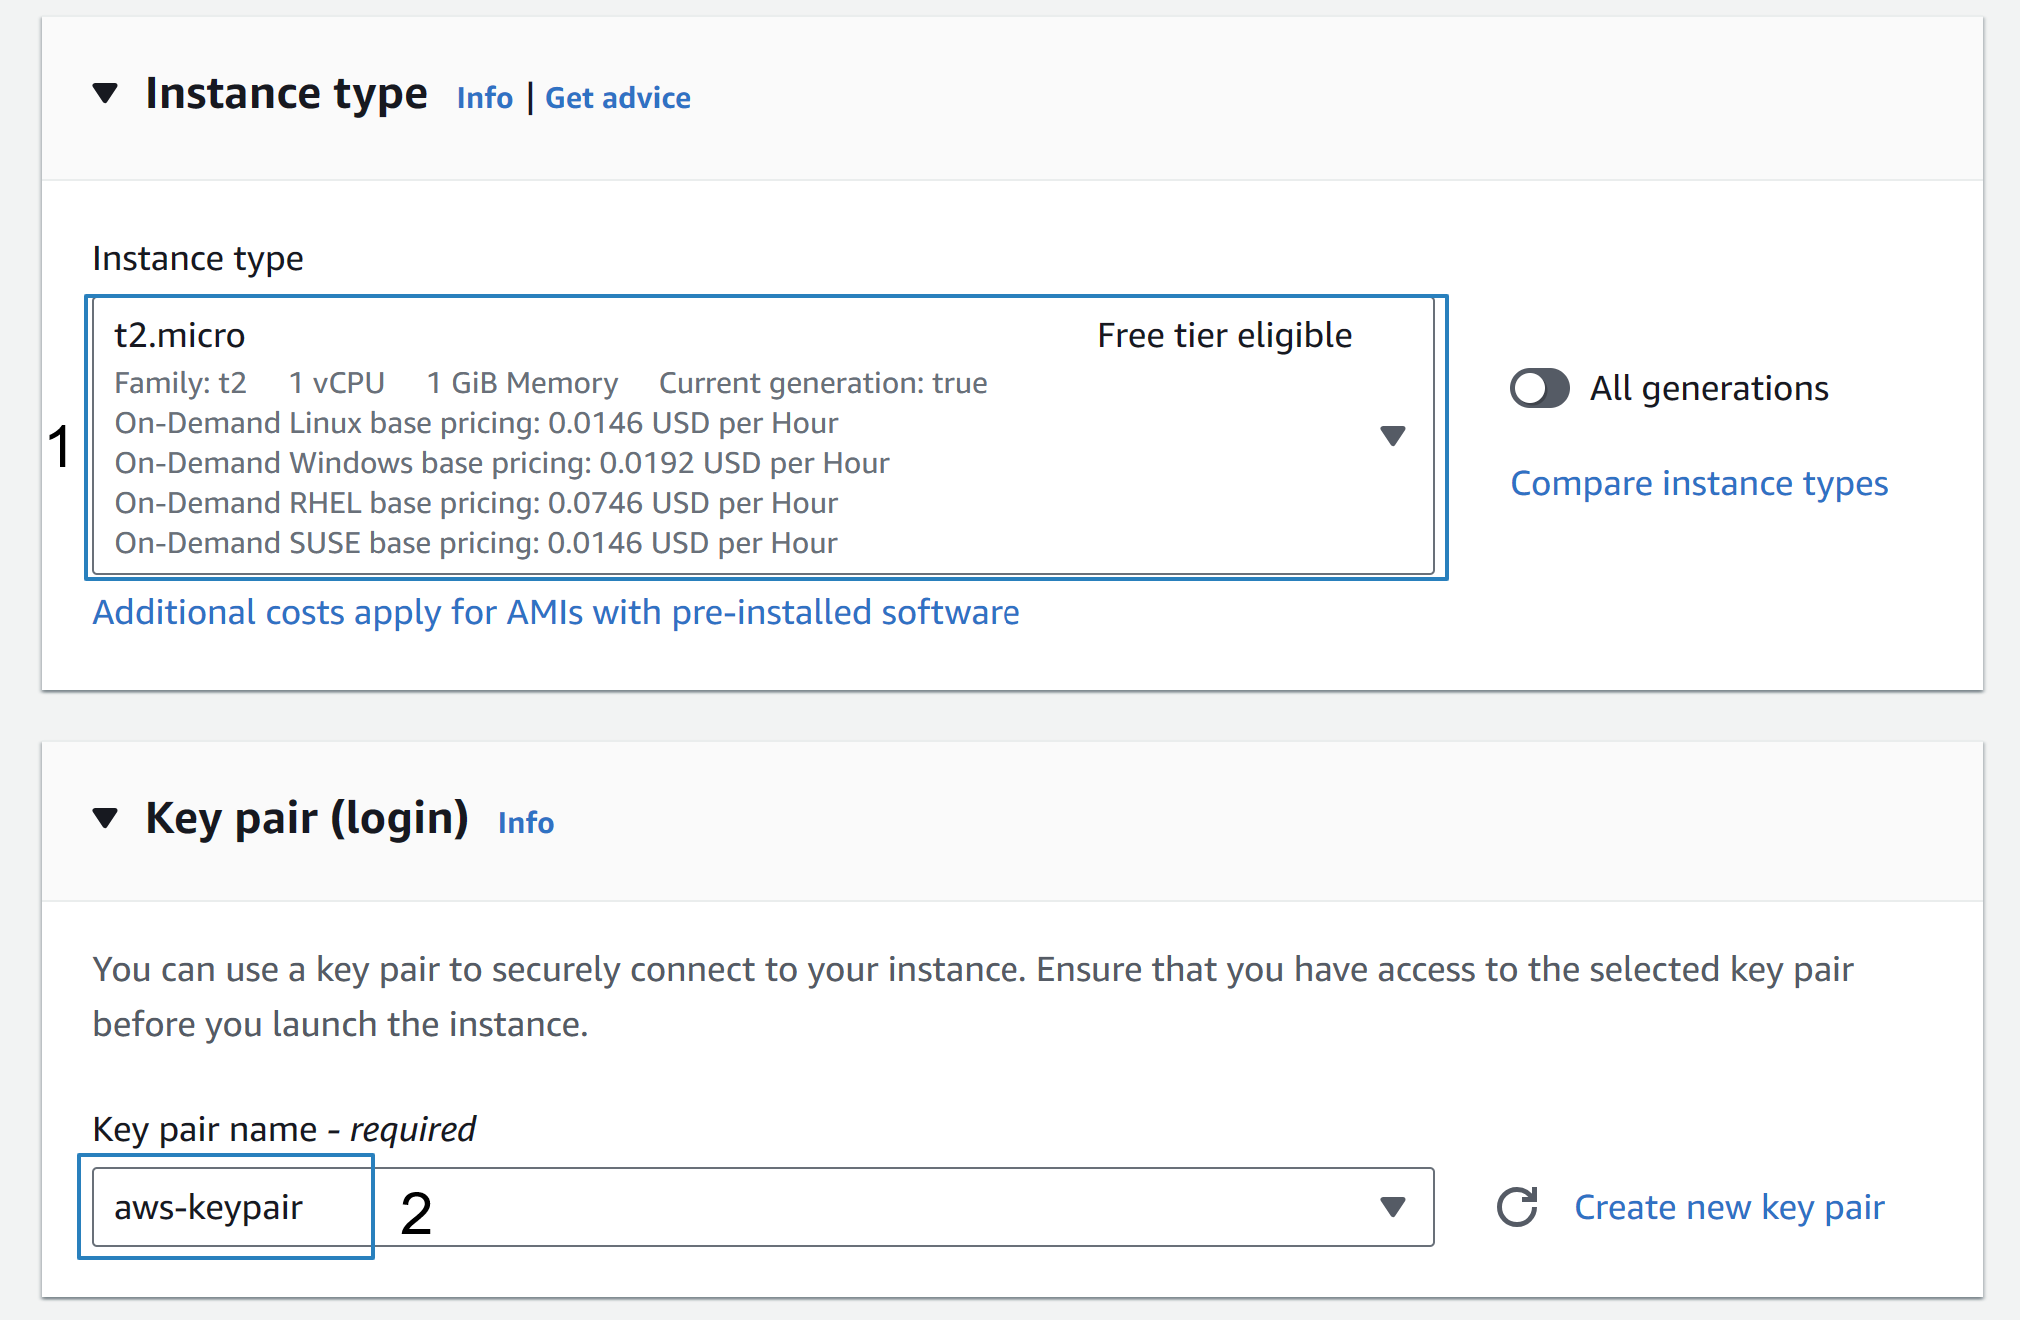 Instance type Info | Get advice
Instance type
t2.micro Free tier eligible
Family: t2 1 vCPU 1 GiB Memory Current generation: true
On-Demand Linux base pricing: 0.0146 USD per Hour
On-Demand Windows base pricing: 0.0192 USD per Hour
On-Demand RHEL base pricing: 0.0746 USD per Hour
On-Demand SUSE base pricing: 0.0146 USD per Hour
1
All generations
Compare instance types
Additional costs apply for AMIs with pre-installed software
Key pair (login) Info
You can use a key pair to securely connect to your instance. Ensure that you have access to the selected key pair
before you launch the instance.
Key pair name - required
aws-keypair 2
Create new key pair